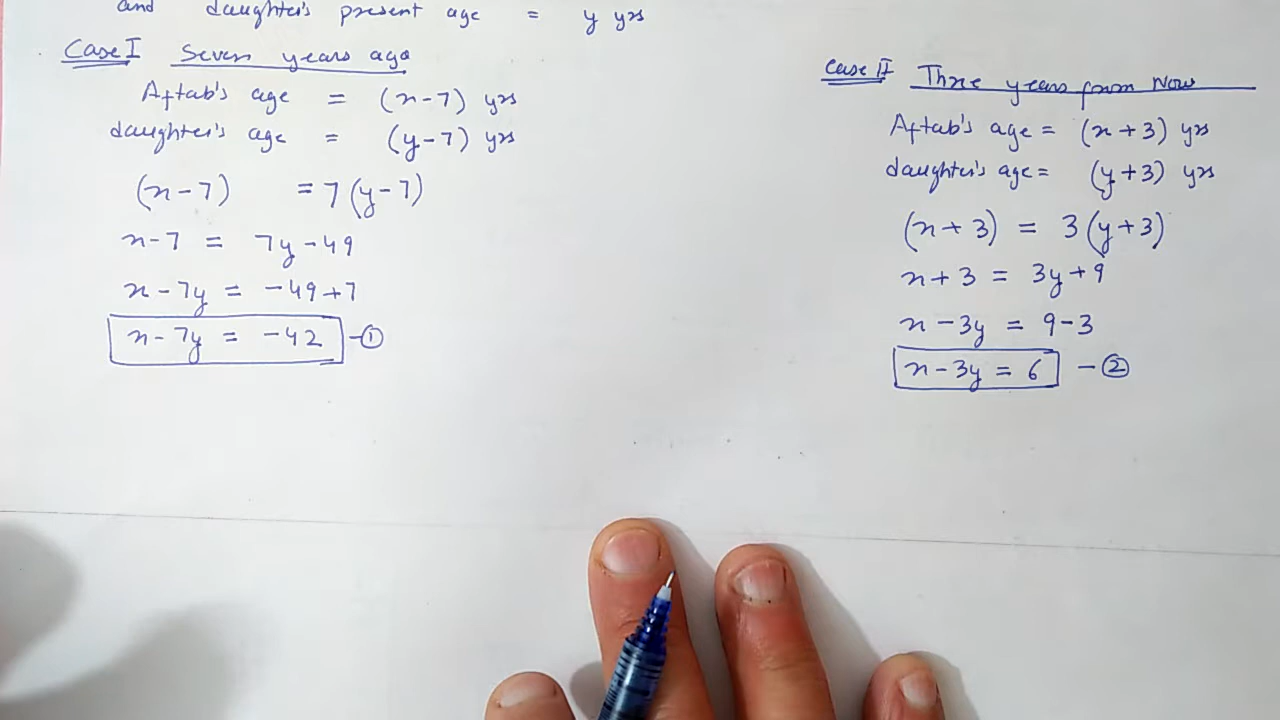 and daughter's present age = y yrs
Case I Seven years ago
Aftab's age = (x-7) yrs
daughter's age = (y-7) yrs
(x-7) = 7(y-7)
x-7 = 7y-49
x-7y = -49+7
x-7y = -42 -①
Case II Three years from Now
Aftab's age = (x+3) yrs
daughter's age = (y+3) yrs
(x+3) = 3(y+3)
x+3 = 3y+9
x-3y = 9-3
x-3y = 6 -②